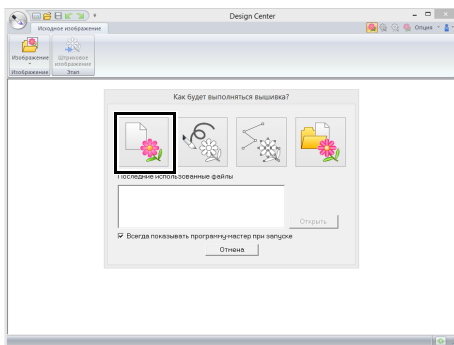 Design Center
Исходное изображение
Опция
Изображение
Штриховое изображение
Изображение
Этап
Как будет выполняться вышивка?
Последние использованные файлы
Открыть
Всегда показывать программу-мастер при запуске
Отмена